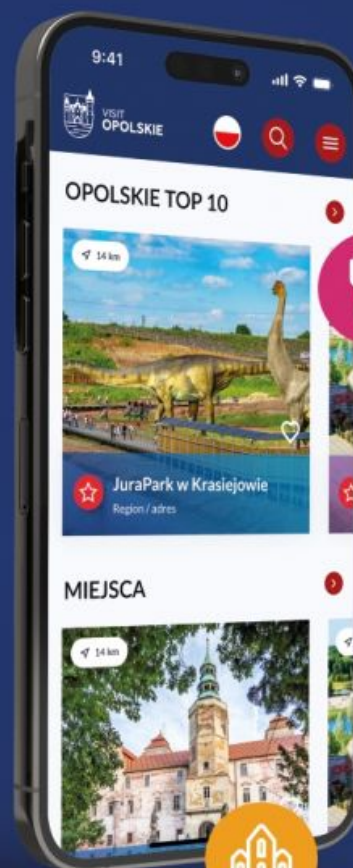 9:41
VISIT
OPOLSKIE
OPOLSKIE TOP 10
14 km
JuraPark w Krasiejowie
Region / adres
MIEJSCA
14 km